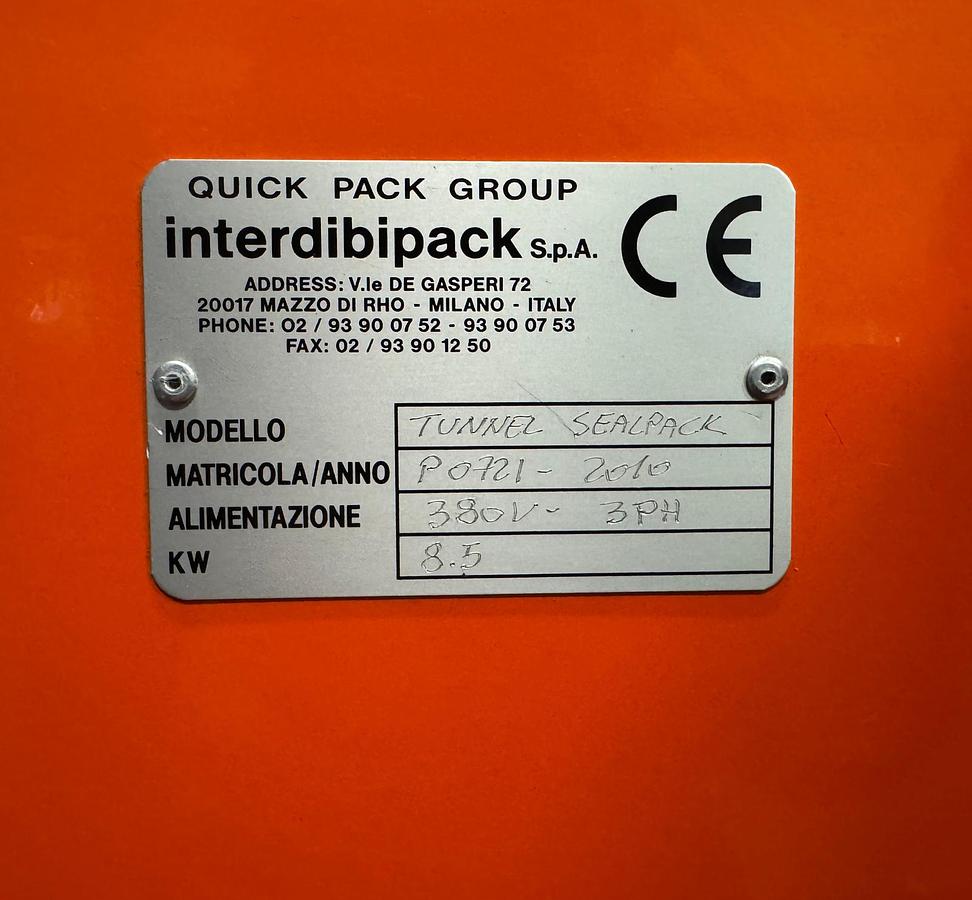 QUICK PACK GROUP
interdibipack S.p.A.
CE
ADDRESS: V.le DE GASPERI 72
20017 MAZZO DI RHO - MILANO - ITALY
PHONE: 02 / 93 90 07 52 - 93 90 07 53
FAX: 02 / 93 90 12 50
MODELLO TUNNEL SEALPACK
MATRICOLA/ANNO P0721- 2010
ALIMENTAZIONE 380V- 3PH
KW 8.5